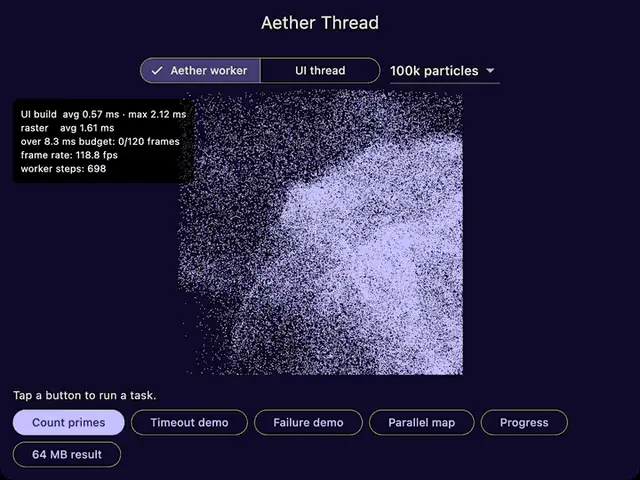 Aether Thread
Aether worker UI thread 100k particles
UI build avg 0.57 ms · max 2.12 ms
raster avg 1.61 ms
over 8.3 ms budget: 0/120 frames
frame rate: 118.8 fps
worker steps: 698
Tap a button to run a task.
Count primes Timeout demo Failure demo Parallel map Progress
64 MB result